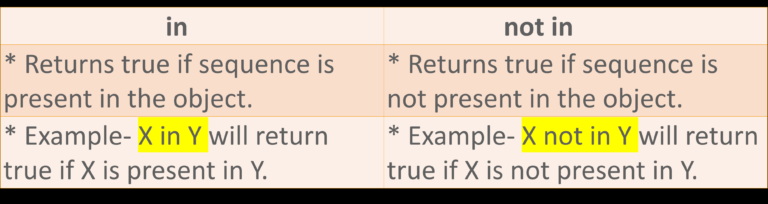 in
not in
* Returns true if sequence is
present in the object.
* Returns true if sequence is
not present in the object.
* Example- X in Y will return
true if X is present in Y.
* Example- X not in Y will return
true if X is not present in Y.